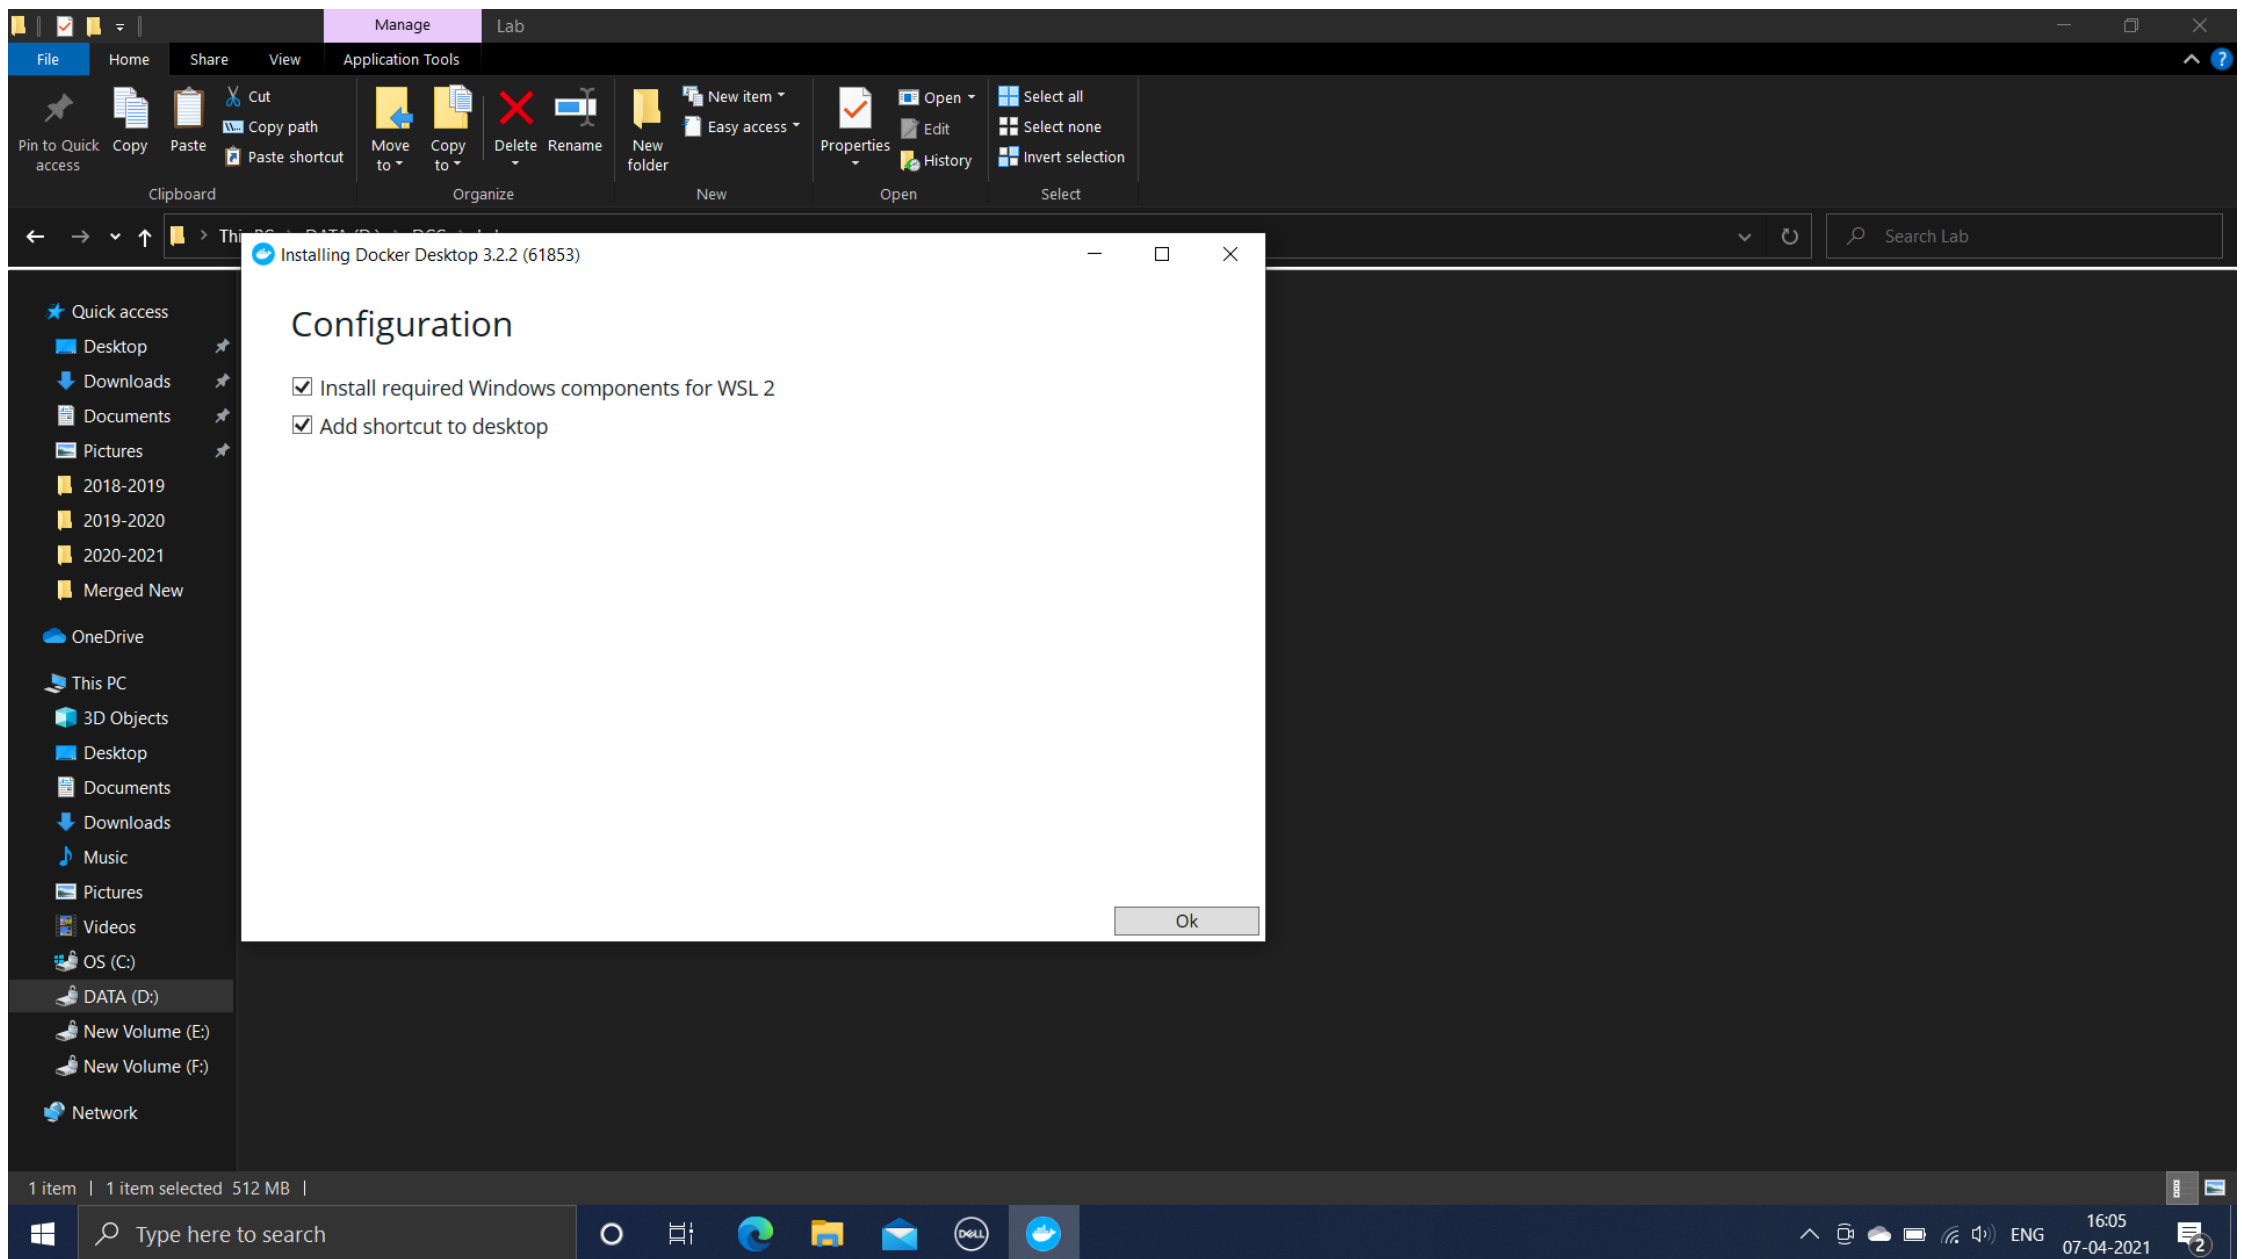 Manage
Lab
File
Home
Share
View
Application Tools
Pin to Quick access
Copy
Paste
Cut
Copy path
Paste shortcut
Move to
Copy to
Delete
Rename
New folder
New item
Easy access
Properties
Open
Edit
History
Select all
Select none
Invert selection
Clipboard
Organize
New
Open
Select
Search Lab
Installing Docker Desktop 3.2.2 (61853)
Configuration
Install required Windows components for WSL 2
Add shortcut to desktop
Ok
Quick access
Desktop
Downloads
Documents
Pictures
2018-2019
2019-2020
2020-2021
Merged New
OneDrive
This PC
3D Objects
Desktop
Documents
Downloads
Music
Pictures
Videos
OS (C:)
DATA (D:)
New Volume (E:)
New Volume (F:)
Network
1 item
1 item selected 512 MB
Type here to search
DELL
ENG
16:05
07-04-2021
2